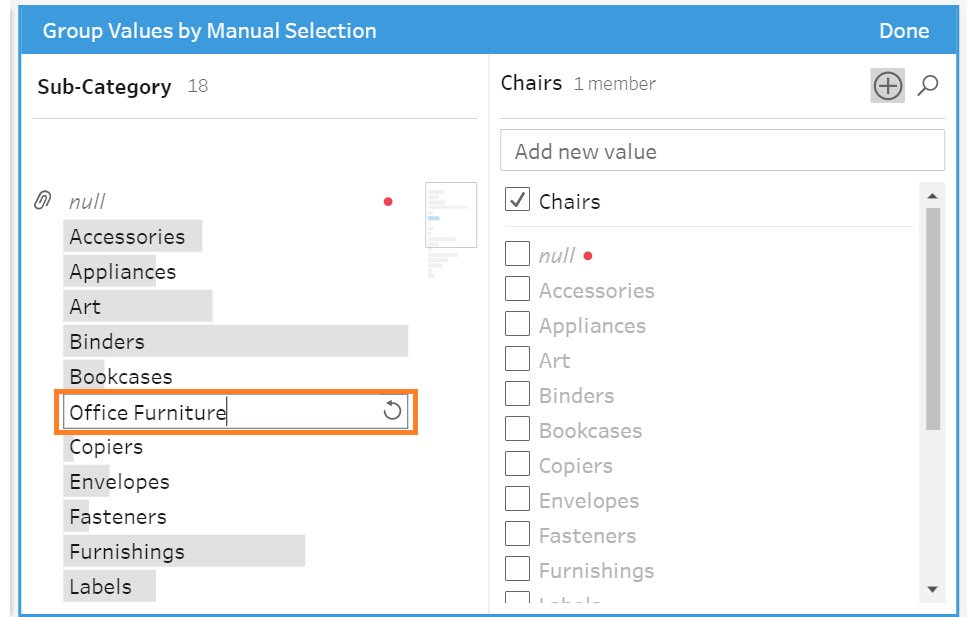 Group Values by Manual Selection Done
Sub-Category 18
Chairs 1 member
Add new value
null
Accessories
Appliances
Art
Binders
Bookcases
Office Furniture
Copiers
Envelopes
Fasteners
Furnishings
Labels
Chairs
null
Accessories
Appliances
Art
Binders
Bookcases
Copiers
Envelopes
Fasteners
Furnishings
Labels